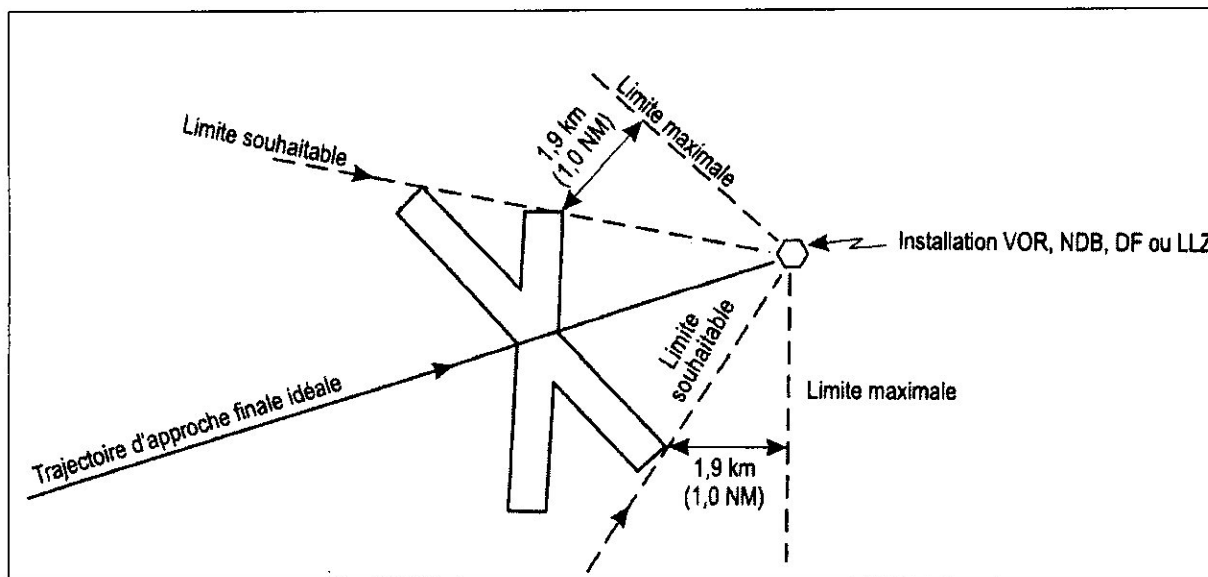 Limite souhaitable
1,9 km
(1,0 NM)
Limite maximale
Installation VOR, NDB, DF ou LLZ
Limite
souhaitable
Limite maximale
Trajectoire d'approche finale idéale
1,9 km
(1,0 NM)